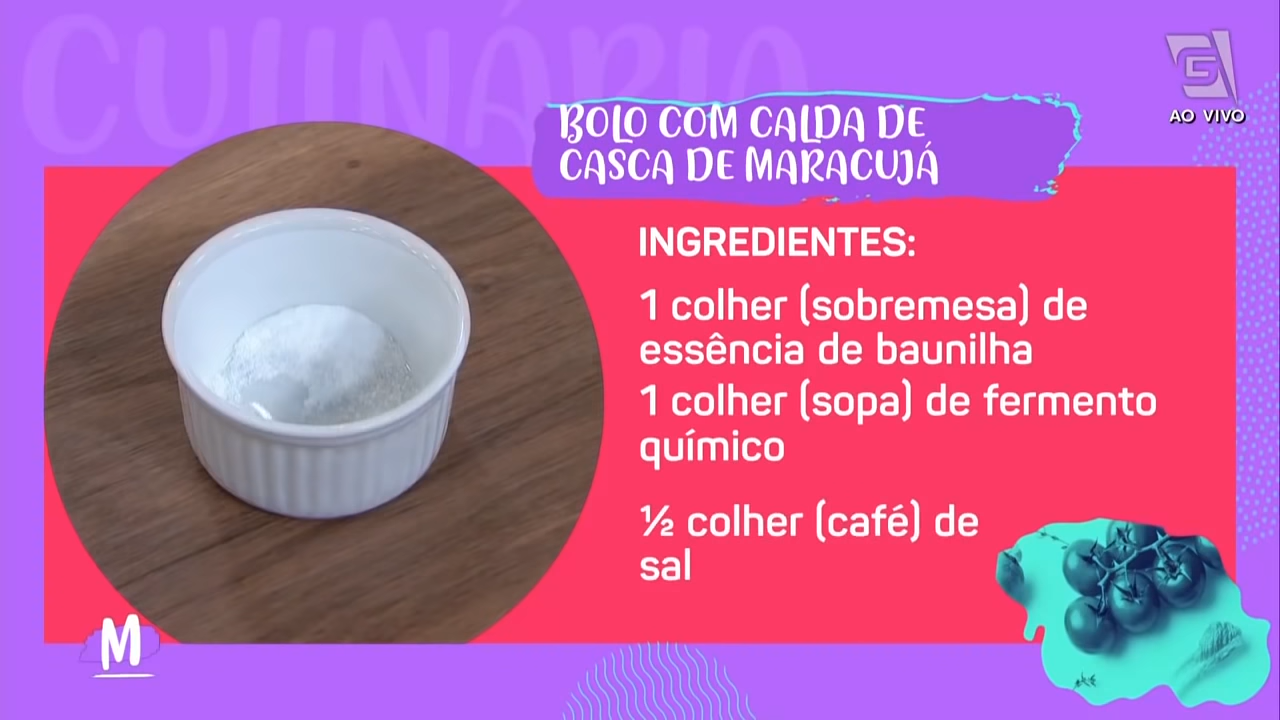 CULINÁRIA
AO VIVO
BOLO COM CALDA DE
CASCA DE MARACUJÁ
INGREDIENTES:
1 colher (sobremesa) de
essência de baunilha
1 colher (sopa) de fermento
químico
½ colher (café) de
sal
M